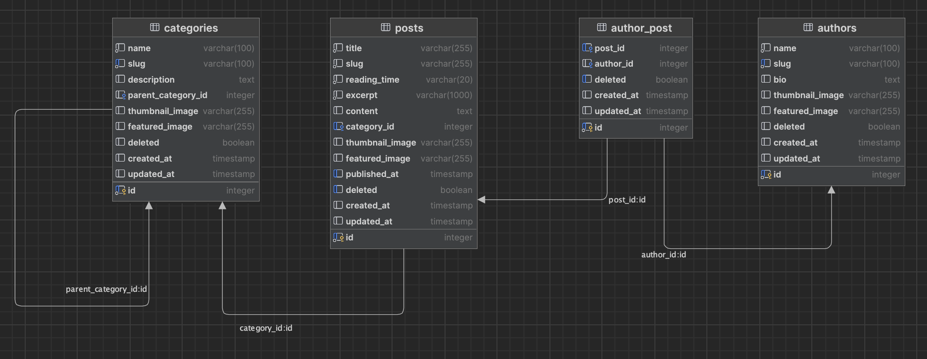 categories
name varchar(100)
slug varchar(100)
description text
parent_category_id integer
thumbnail_image varchar(255)
featured_image varchar(255)
deleted boolean
created_at timestamp
updated_at timestamp
id integer
posts
title varchar(255)
slug varchar(255)
reading_time varchar(20)
excerpt varchar(1000)
content text
category_id integer
thumbnail_image varchar(255)
featured_image varchar(255)
published_at timestamp
deleted boolean
created_at timestamp
updated_at timestamp
id integer
author_post
post_id integer
author_id integer
deleted boolean
created_at timestamp
updated_at timestamp
id integer
authors
name varchar(100)
slug varchar(100)
bio text
thumbnail_image varchar(255)
featured_image varchar(255)
deleted boolean
created_at timestamp
updated_at timestamp
id integer
post_id:id
author_id:id
parent_category_id:id
category_id:id